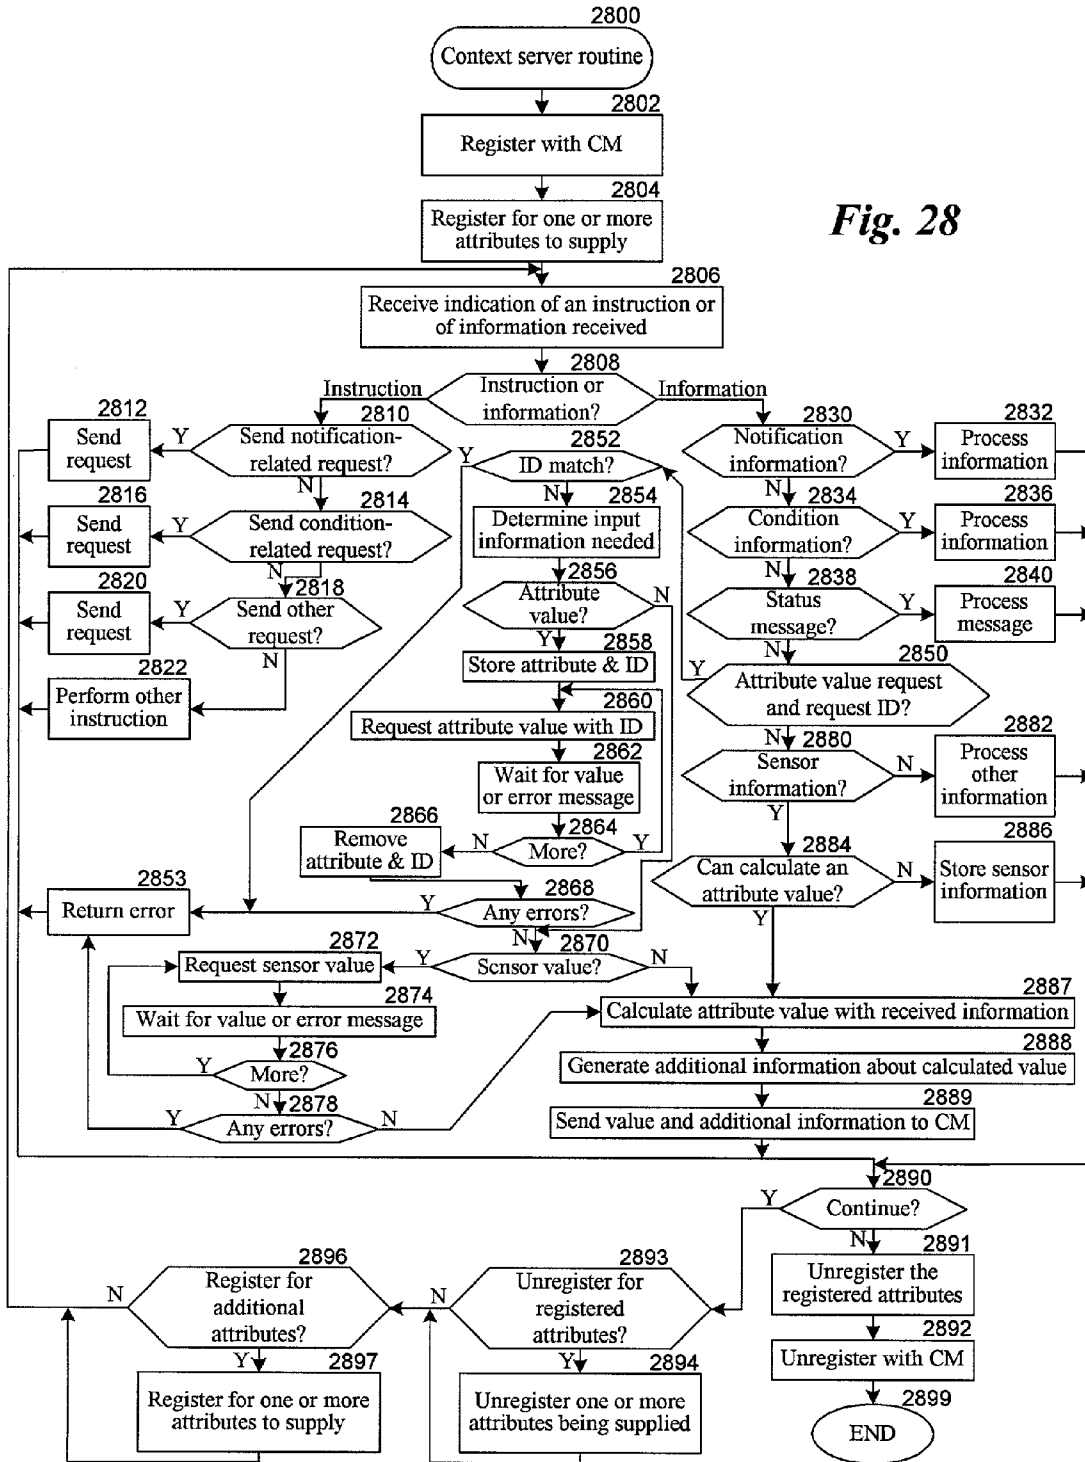 2800
Context server routine
2802
Register with CM
2804
Register for one or more
attributes to supply
Fig. 28
2806
Receive indication of an instruction or
of information received
2808
Instruction or
information?
Instruction
Information
2812
Send
request
Y
2810
Send notification-
related request?
N
2816
Send
request
Y
2814
Send condition-
related request?
N
2820
Send
request
Y
2818
Send other
request?
N
2822
Perform other
instruction
2852
ID match?
Y
N
2854
Determine input
information needed
2856
Attribute
value?
N
Y
2858
Store attribute & ID
2860
Request attribute value with ID
2862
Wait for value
or error message
2864
More?
N
Y
2866
Remove
attribute & ID
2868
Any errors?
Y
N
2853
Return error
2870
Sensor value?
Y
N
2872
Request sensor value
2874
Wait for value or error message
2876
More?
Y
N
2878
Any errors?
Y
N
2830
Notification
information?
Y
N
2832
Process
information
2834
Condition
information?
Y
N
2836
Process
information
2838
Status
message?
Y
N
2840
Process
message
2850
Attribute value request
and request ID?
Y
N
2880
Sensor
information?
N
Y
2882
Process
other
information
2884
Can calculate an
attribute value?
N
Y
2886
Store sensor
information
2887
Calculate attribute value with received information
2888
Generate additional information about calculated value
2889
Send value and additional information to CM
2890
Continue?
Y
N
2891
Unregister the
registered attributes
2892
Unregister with CM
2899
END
2893
Unregister for
registered
attributes?
N
Y
2894
Unregister one or more
attributes being supplied
2896
Register for
additional
attributes?
N
Y
2897
Register for one or more
attributes to supply